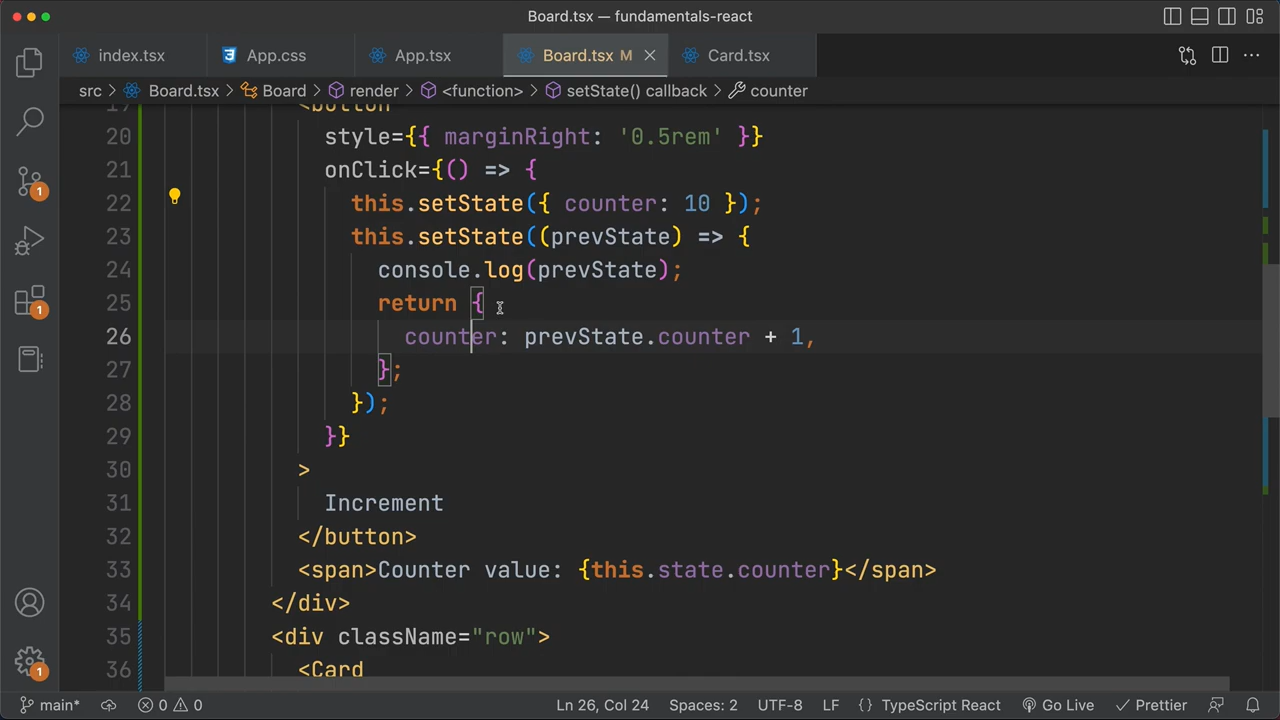 Board.tsx — fundamentals-react
index.tsx App.css App.tsx Board.tsx M Card.tsx
src > Board.tsx > Board > render > <function> > setState() callback > counter
19 <button
20 style={{ marginRight: '0.5rem' }}
21 onClick={() => {
22 this.setState({ counter: 10 });
23 this.setState((prevState) => {
24 console.log(prevState);
25 return {
26 counter: prevState.counter + 1,
27 };
28 });
29 }}
30 >
31 Increment
32 </button>
33 <span>Counter value: {this.state.counter}</span>
34 </div>
35 <div className="row">
36 <Card
1
1
1
main* 0 0 Ln 26, Col 24 Spaces: 2 UTF-8 LF {} TypeScript React Go Live Prettier